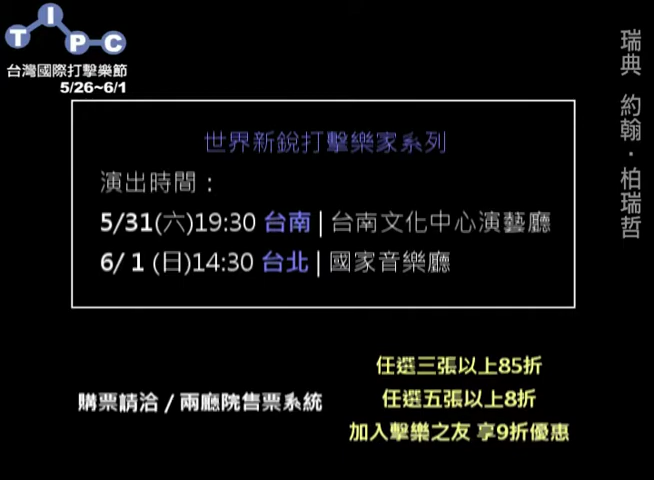 TIPC
台灣國際打擊樂節
5/26~6/1
瑞典 約翰・柏瑞哲
世界新銳打擊樂家系列
演出時間：
5/31(六)19:30 台南 | 台南文化中心演藝廳
6/ 1 (日)14:30 台北 | 國家音樂廳
購票請洽 / 兩廳院售票系統
任選三張以上85折
任選五張以上8折
加入擊樂之友 享9折優惠